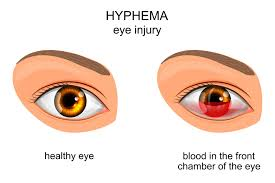 HYPHEMA
eye injury
healthy eye
blood in the front
chamber of the eye